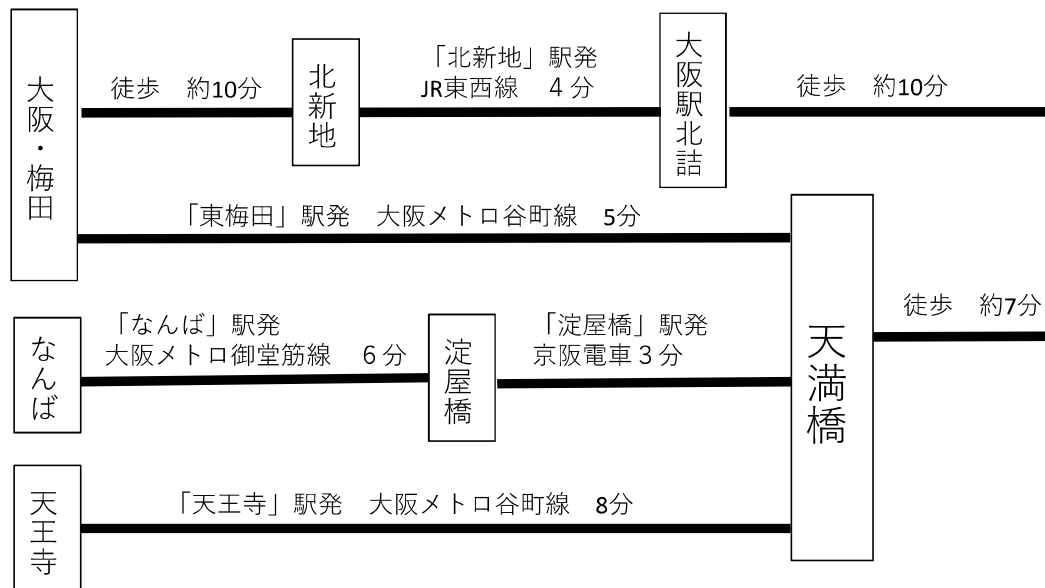 大阪・梅田
徒歩　約10分
北新地
「北新地」駅発
JR東西線　４分
大阪駅北詰
徒歩　約10分
「東梅田」駅発　大阪メトロ谷町線　5分
なんば
「なんば」駅発
大阪メトロ御堂筋線　６分
淀屋橋
「淀屋橋」駅発
京阪電車３分
天満橋
徒歩　約7分
天王寺
「天王寺」駅発　大阪メトロ谷町線　8分